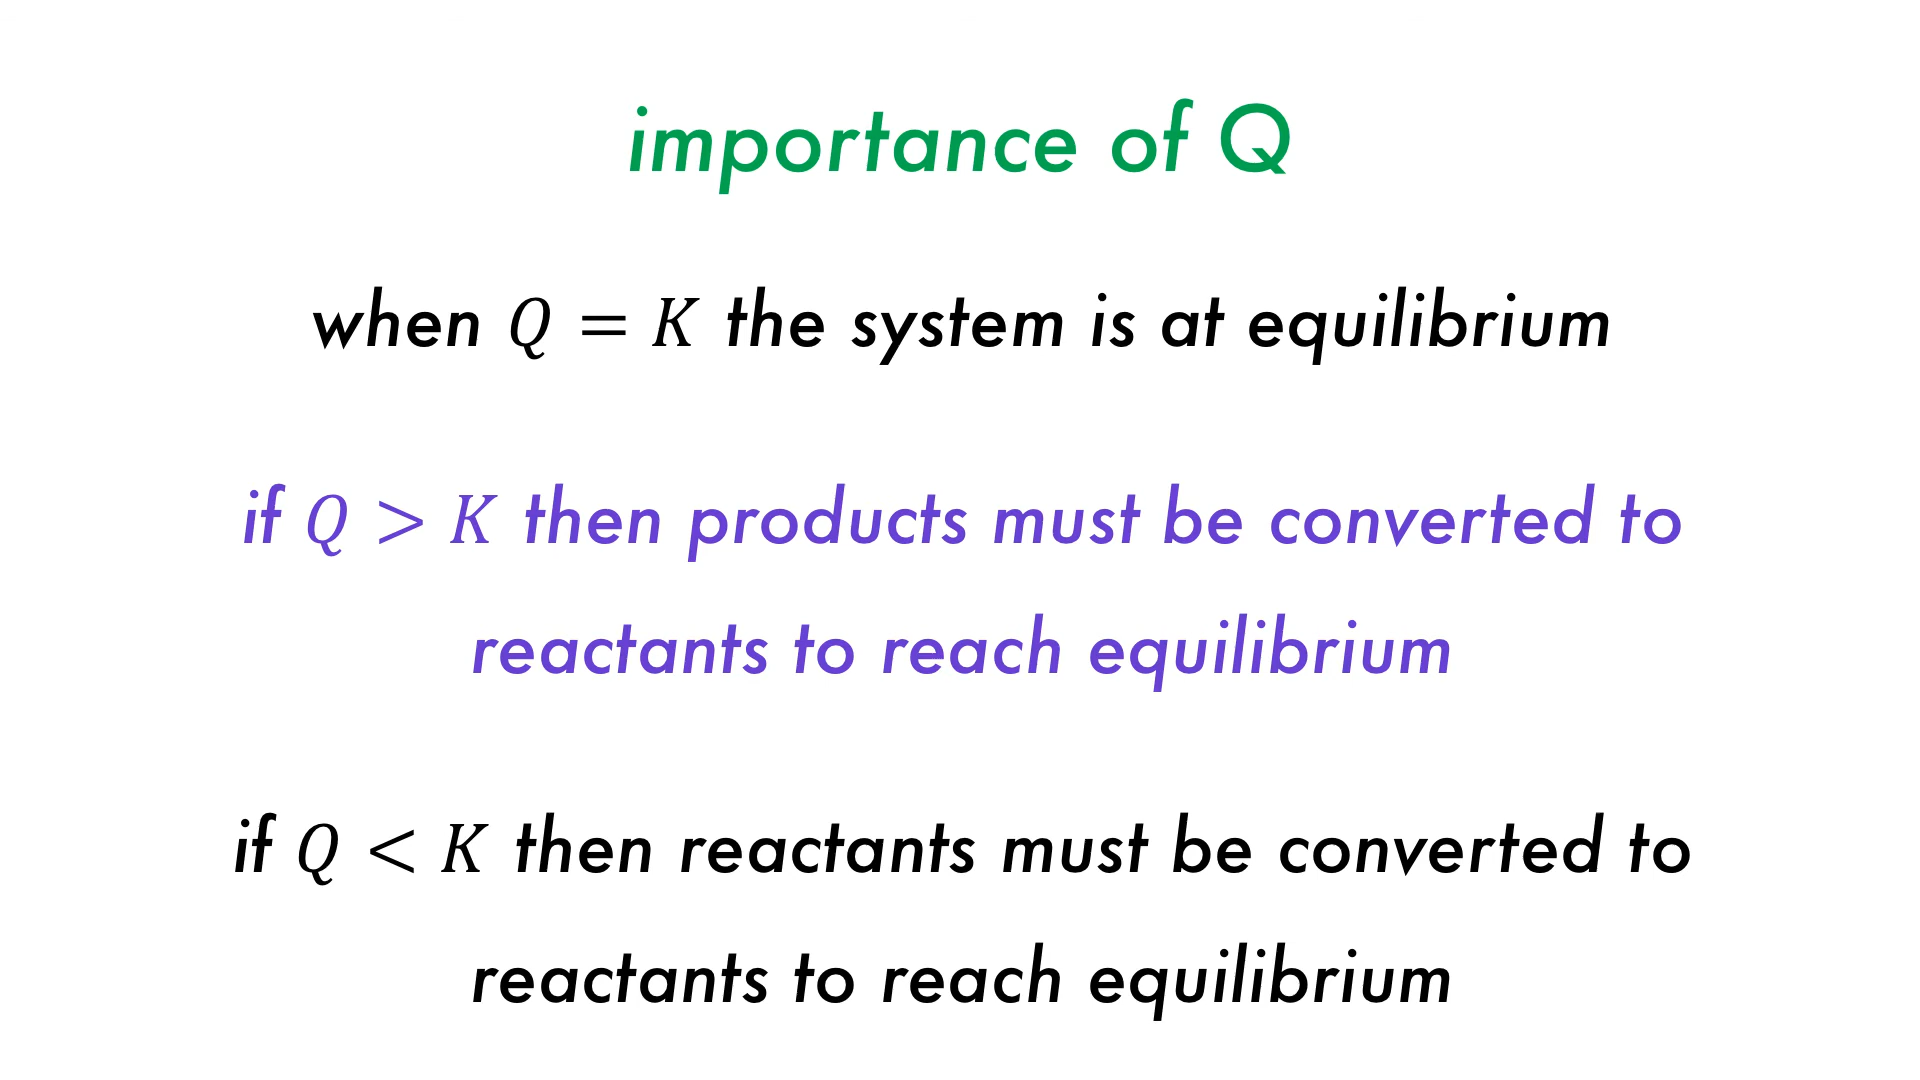 importance of Q
when Q = K the system is at equilibrium
if Q > K then products must be converted to
reactants to reach equilibrium
if Q < K then reactants must be converted to
reactants to reach equilibrium